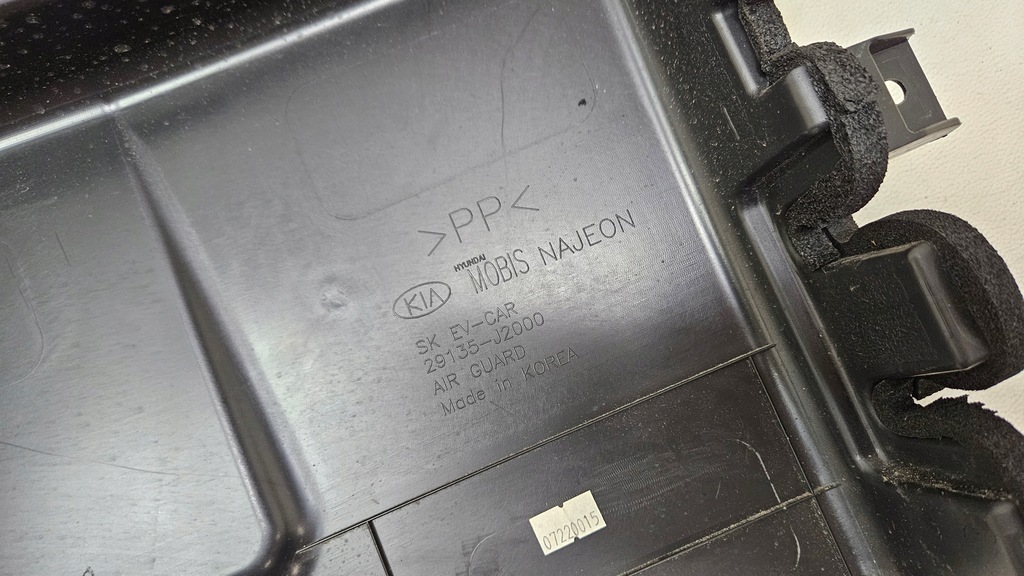 >PP<
HYUNDAI
MOBIS NAJEON
KIA
SK EV-CAR
29135-J2000
AIR GUARD
Made in KOREA
07220015